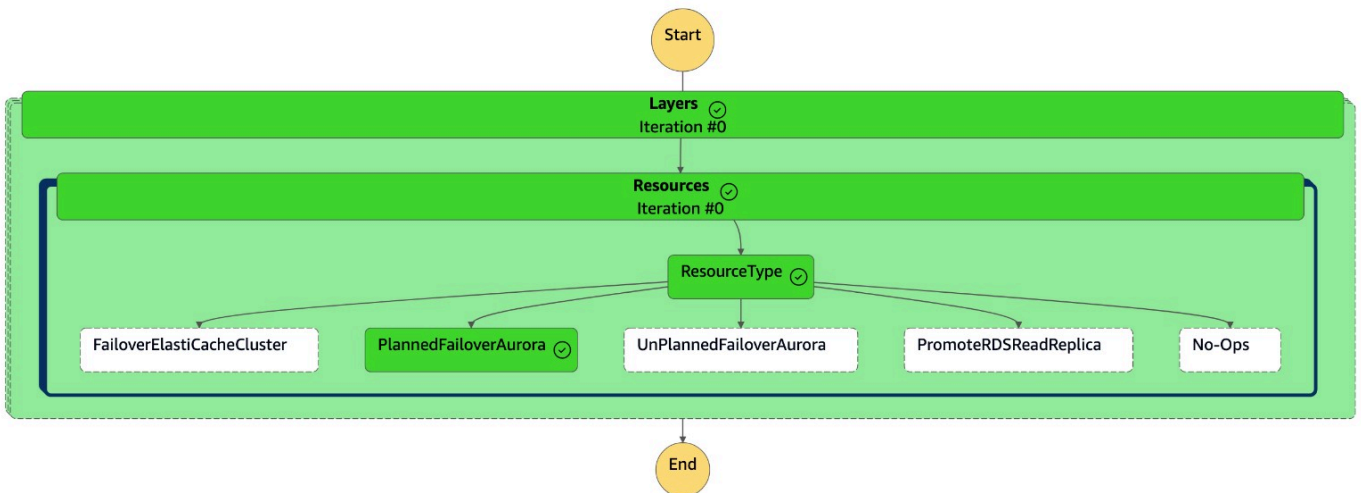 Start
Layers
Iteration #0
Resources
Iteration #0
ResourceType
FailoverElastiCacheCluster
PlannedFailoverAurora
UnPlannedFailoverAurora
PromoteRDSReadReplica
No-Ops
End